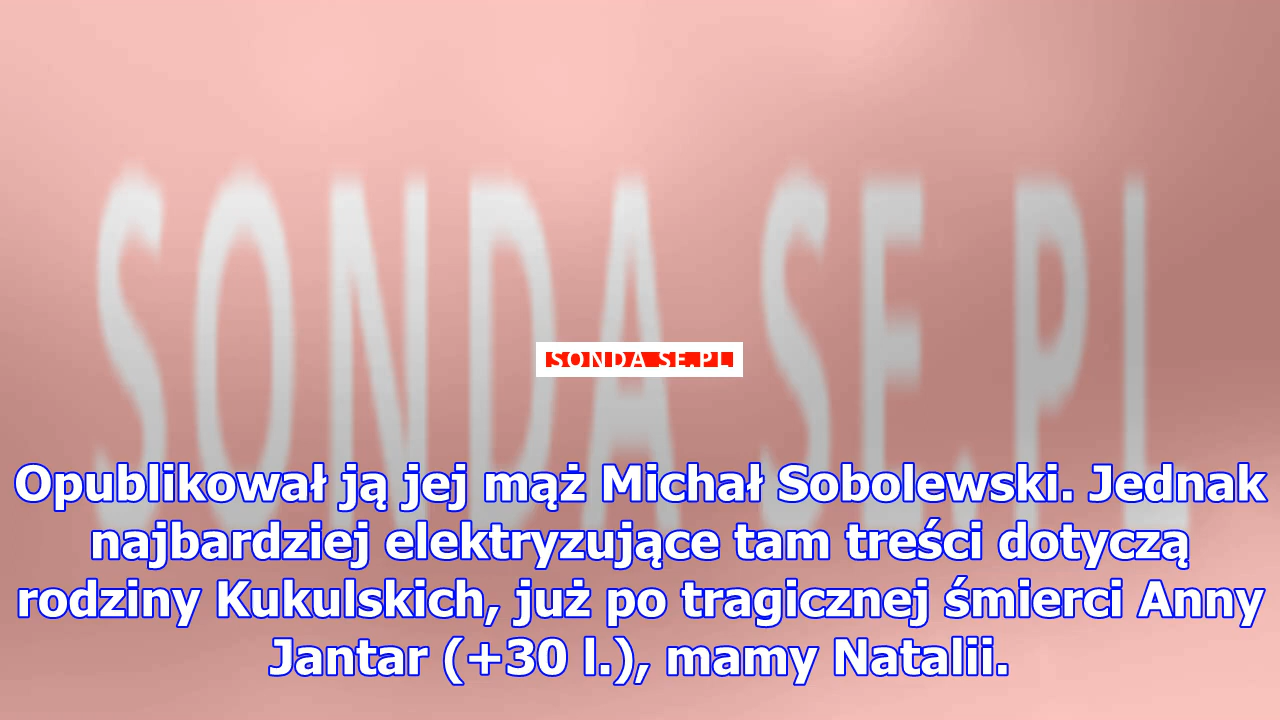 SONDA SE.PL
SONDA SE.PL
Opublikował ją jej mąż Michał Sobolewski. Jednak
najbardziej elektryzujące tam treści dotyczą
rodziny Kukulskich, już po tragicznej śmierci Anny
Jantar (+30 l.), mamy Natalii.